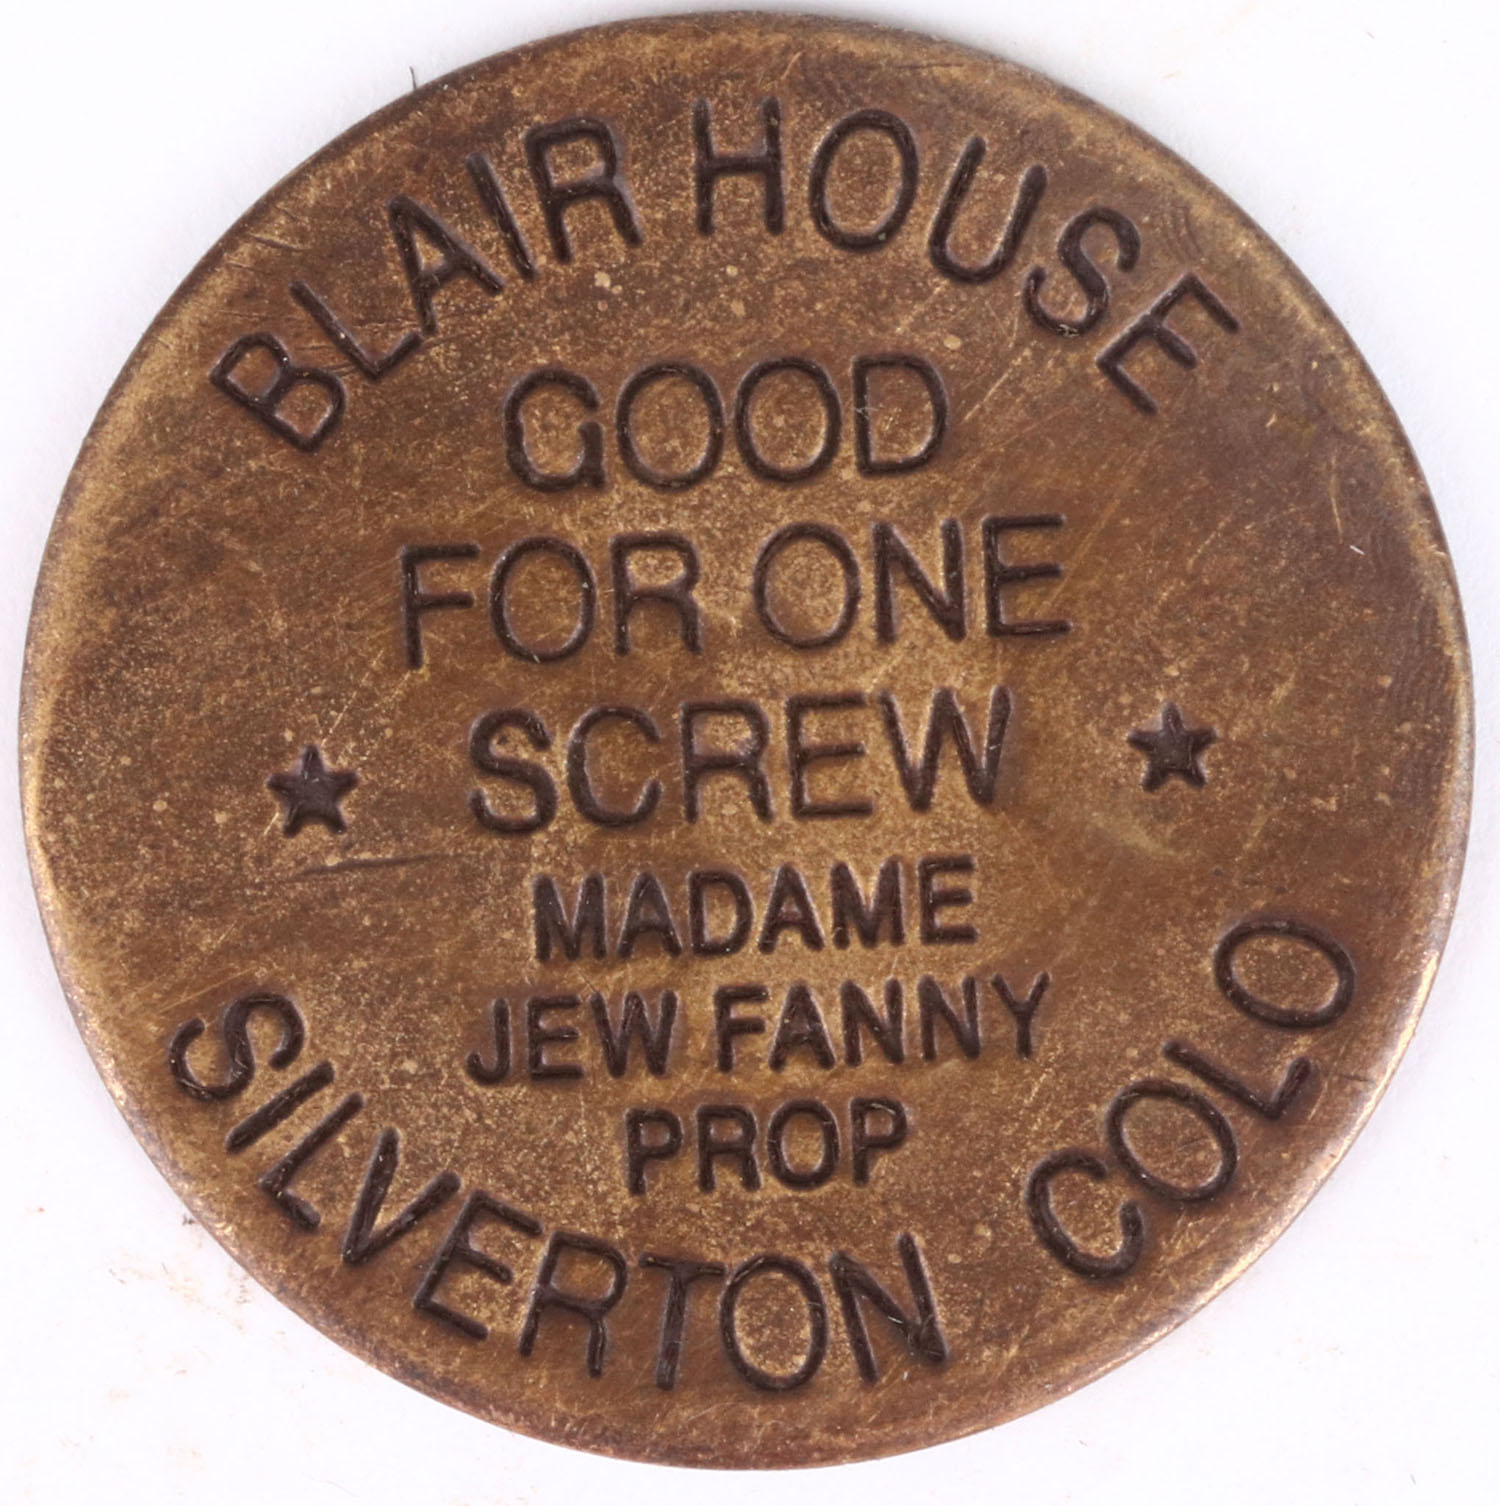 BLAIR HOUSE
GOOD
FOR ONE
SCREW
MADAME
JEW FANNY
PROP
SILVERTON COLO